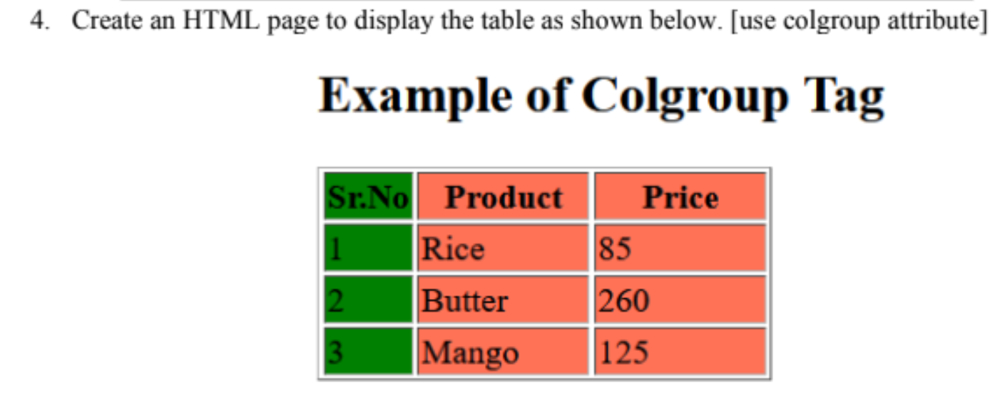 4. Create an HTML page to display the table as shown below. [use colgroup attribute]
Example of Colgroup Tag
Sr.No Product Price
1 Rice 85
2 Butter 260
3 Mango 125